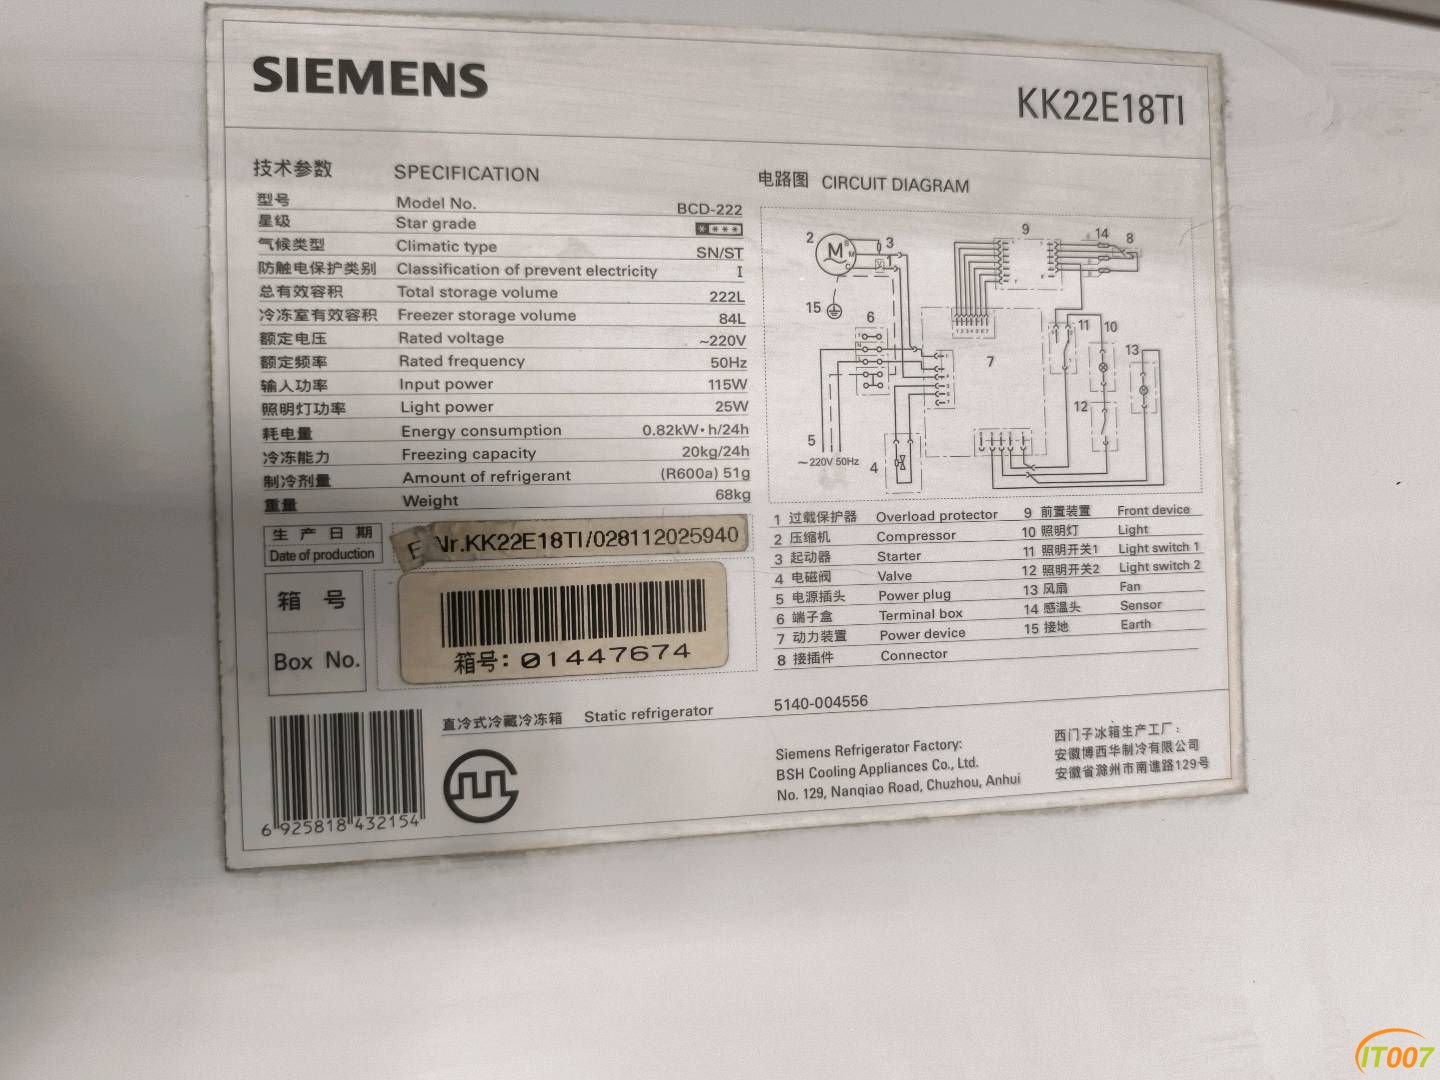 SIEMENS
KK22E18TI
技术参数 SPECIFICATION
型号 Model No. BCD-222
星级 Star grade ****
气候类型 Climatic type SN/ST
防触电保护类别 Classification of prevent electricity I
总有效容积 Total storage volume 222L
冷冻室有效容积 Freezer storage volume 84L
额定电压 Rated voltage ~220V
额定频率 Rated frequency 50Hz
输入功率 Input power 115W
照明灯功率 Light power 25W
耗电量 Energy consumption 0.82kW·h/24h
冷冻能力 Freezing capacity 20kg/24h
制冷剂量 Amount of refrigerant (R600a) 51g
重量 Weight 68kg
生产日期
Date of production
E Nr.KK22E18TI/028112025940
箱号
Box No.
箱号: 01447674
6 925818 432154
直冷式冷藏冷冻箱 Static refrigerator
电路图 CIRCUIT DIAGRAM
2 M 3 1 9 14 8
15 6 11 10
7 13
12
5 4
~220V 50Hz
1 过载保护器 Overload protector
2 压缩机 Compressor
3 起动器 Starter
4 电磁阀 Valve
5 电源插头 Power plug
6 端子盒 Terminal box
7 动力装置 Power device
8 接插件 Connector
9 前置装置 Front device
10 照明灯 Light
11 照明开关1 Light switch 1
12 照明开关2 Light switch 2
13 风扇 Fan
14 感温头 Sensor
15 接地 Earth
5140-004556
Siemens Refrigerator Factory:
BSH Cooling Appliances Co., Ltd.
No. 129, Nanqiao Road, Chuzhou, Anhui
西门子冰箱生产工厂:
安徽博西华制冷有限公司
安徽省滁州市南谯路129号
IT007